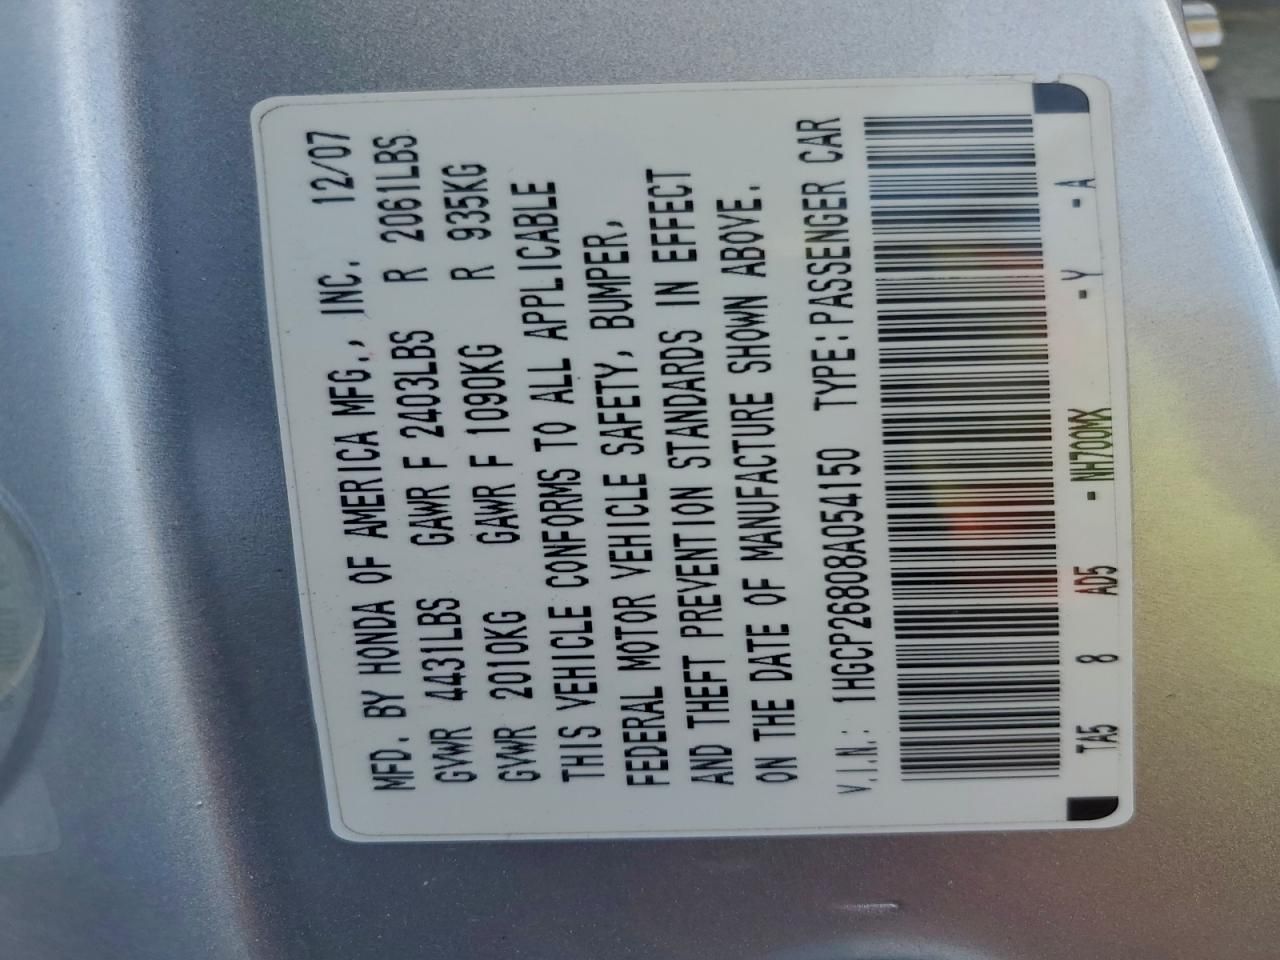 MFD. BY HONDA OF AMERICA MFG., INC. 12/07
GVWR 4431LBS GAWR F 2403LBS R 2061LBS
GVWR 2010KG GAWR F 1090KG R 935KG
THIS VEHICLE CONFORMS TO ALL APPLICABLE
FEDERAL MOTOR VEHICLE SAFETY, BUMPER,
AND THEFT PREVENTION STANDARDS IN EFFECT
ON THE DATE OF MANUFACTURE SHOWN ABOVE.
V.I.N.: 1HGCP26808A054150 TYPE:PASSENGER CAR
TA5 8 AD5 -NH700MX -Y -A